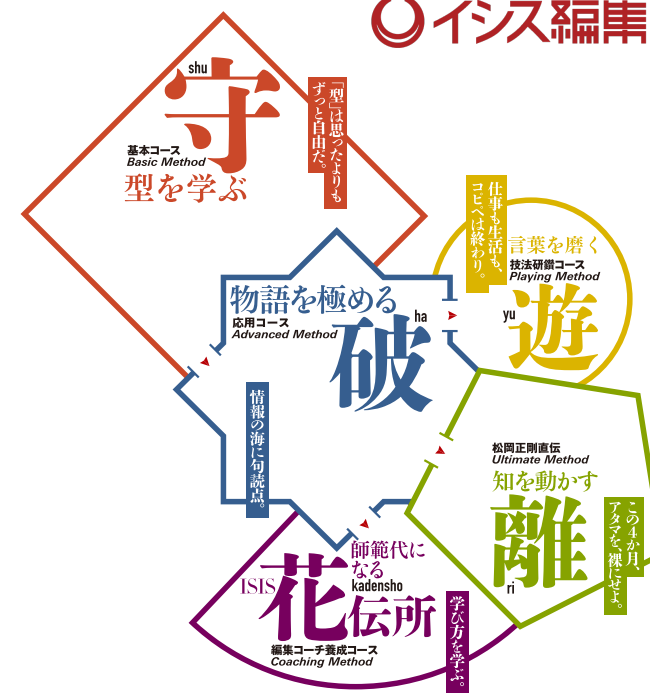 イシス編集
shu
守
基本コース
Basic Method
型を学ぶ
「型」は思ったよりも
ずっと自由だ。
仕事も生活も、
コピペは終わり。
言葉を磨く
技法研鑽コース
Playing Method
yu
遊
物語を極める
応用コース
Advanced Method
ha
破
情報の海に句読点。
松岡正剛直伝
Ultimate Method
知を動かす
離
ri
この4か月、
アタマを、裸にせよ。
師範代に
なる
kadensho
ISIS花伝所
編集コーチ養成コース
Coaching Method
学び方を学ぶ。